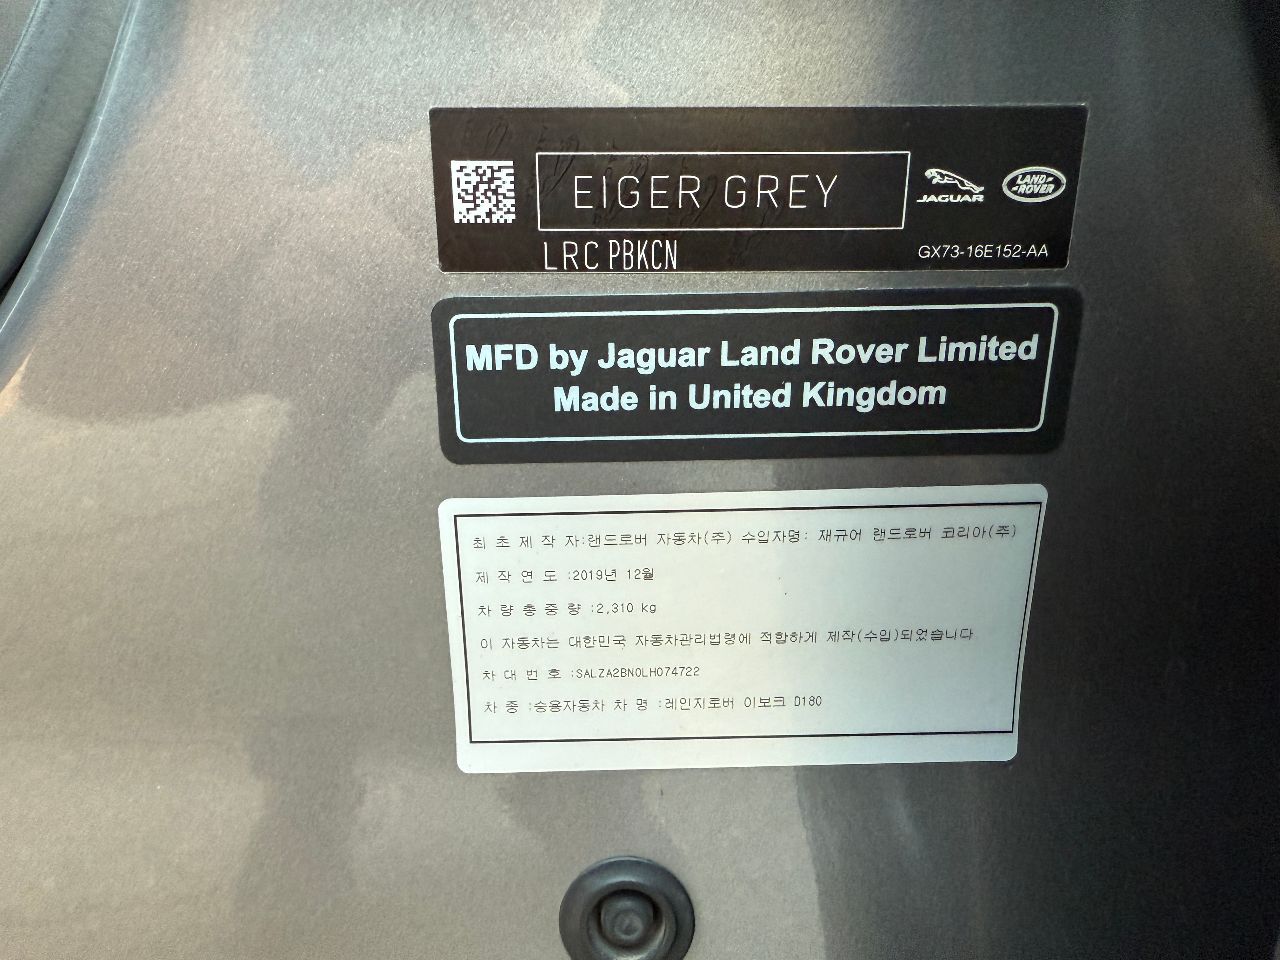 EIGER GREY
JAGUAR
LAND-
-ROVER
LRC PBKCN
GX73-16E152-AA
MFD by Jaguar Land Rover Limited
Made in United Kingdom
최 초 제 작 자:랜드로버 자동차(주) 수입자명: 재규어 랜드로버 코리아(주)
제 작 연 도 :2019년 12월
차 량 총 중 량 :2,310 kg
이 자동차는 대한민국 자동차관리법령에 적합하게 제작(수입)되었습니다
차 대 번 호 :SALZA2BN0LH074722
차 종 :승용자동차 차 명 :레인지로버 이보크 D180